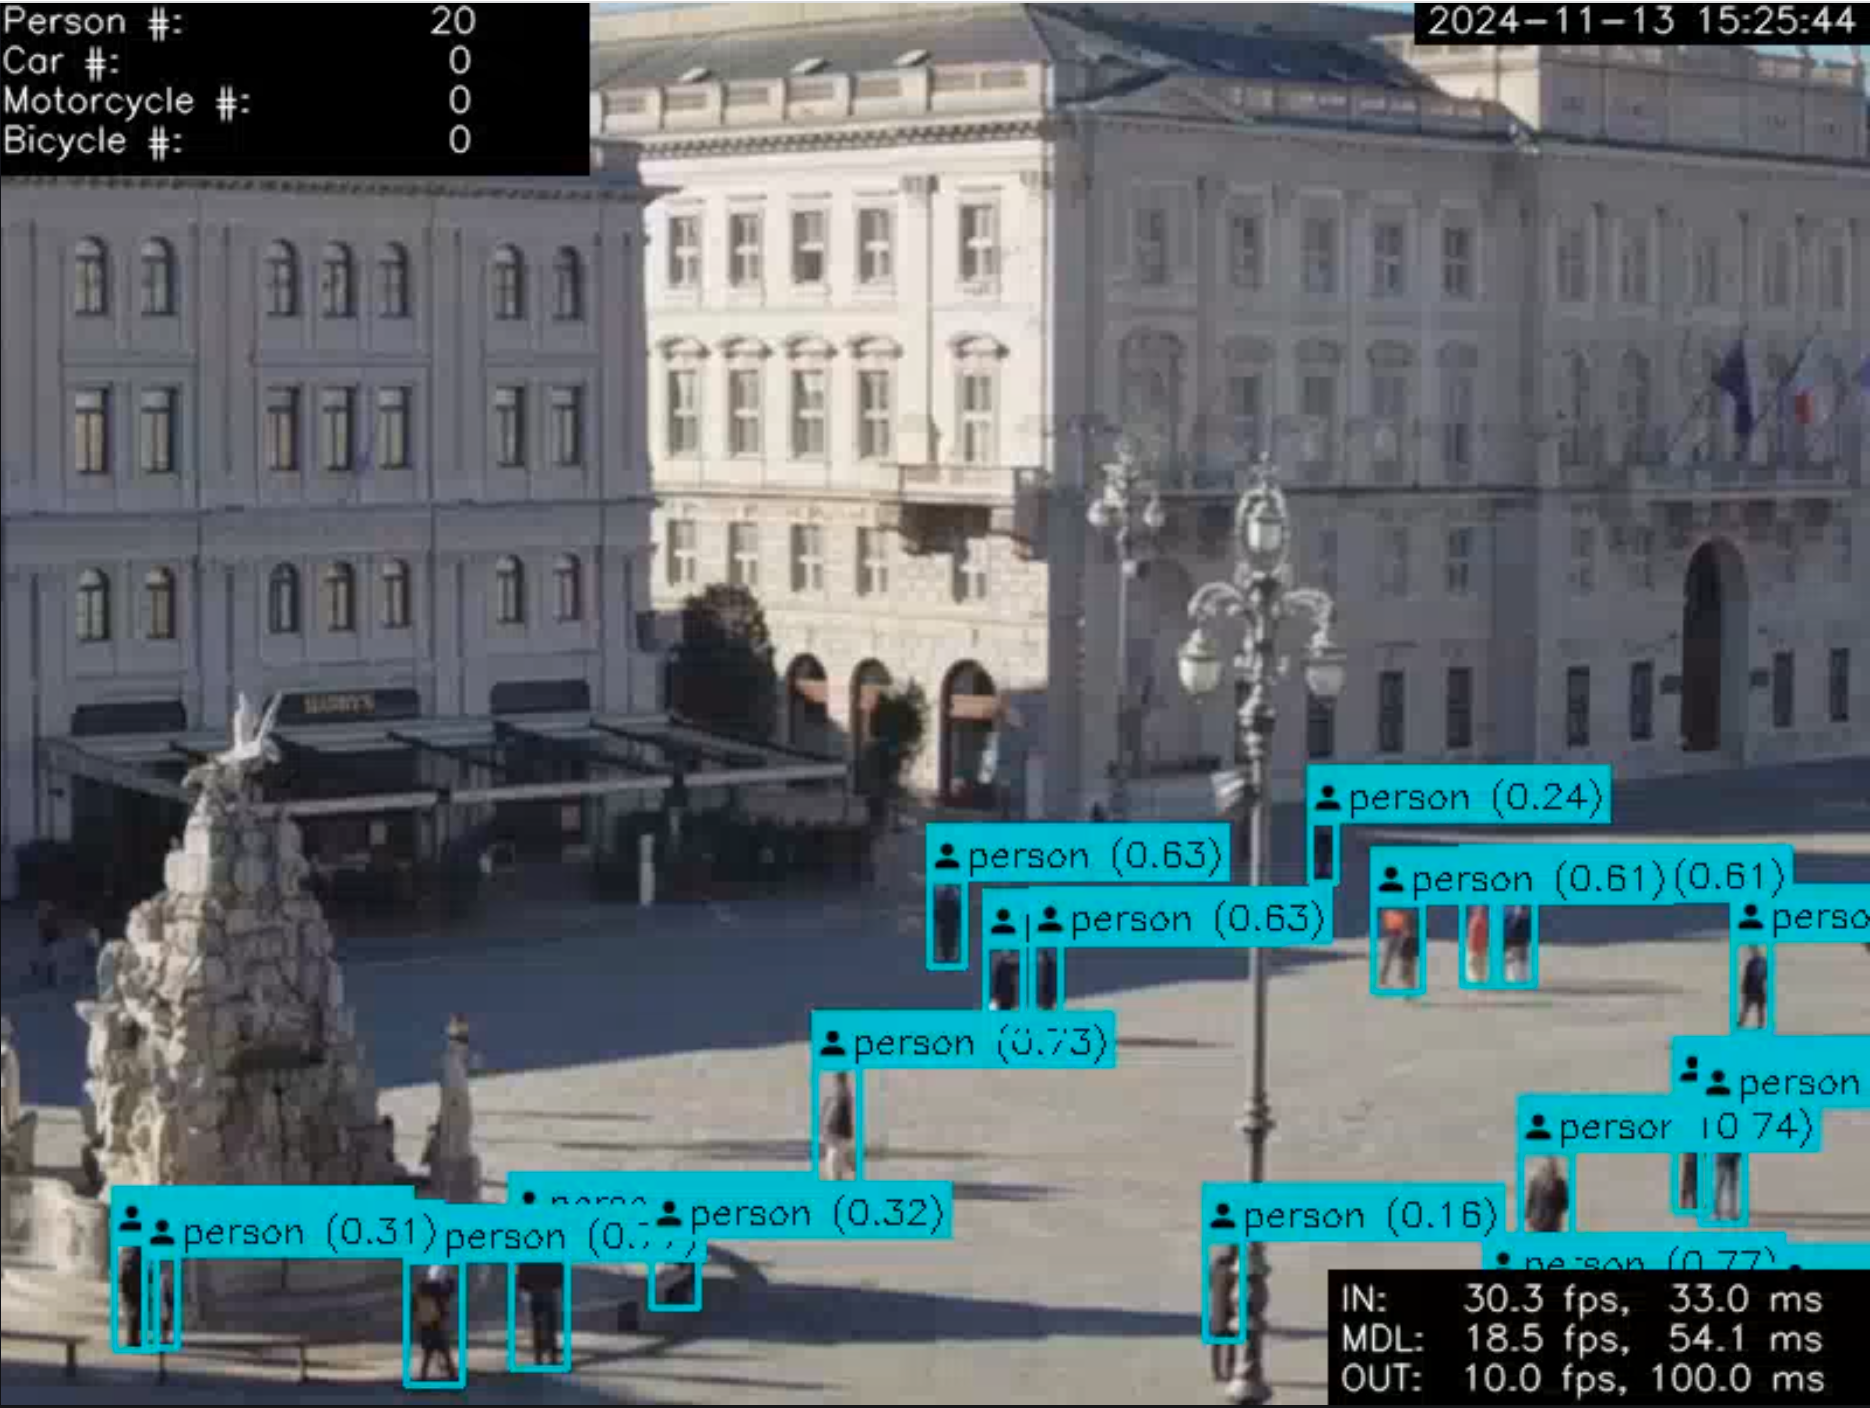 Person #: 20
Car #: 0
Motorcycle #: 0
Bicycle #: 0
2024-11-13 15:25:44
HARRY'S
person (0.24)
person (0.63)
person (0.61) (0.61)
person (0.63)
person (0.73)
person
person 0.74)
person (0.31)
person (0.
person (0.32)
person (0.16)
person (0.77)
IN: 30.3 fps, 33.0 ms
MDL: 18.5 fps, 54.1 ms
OUT: 10.0 fps, 100.0 ms